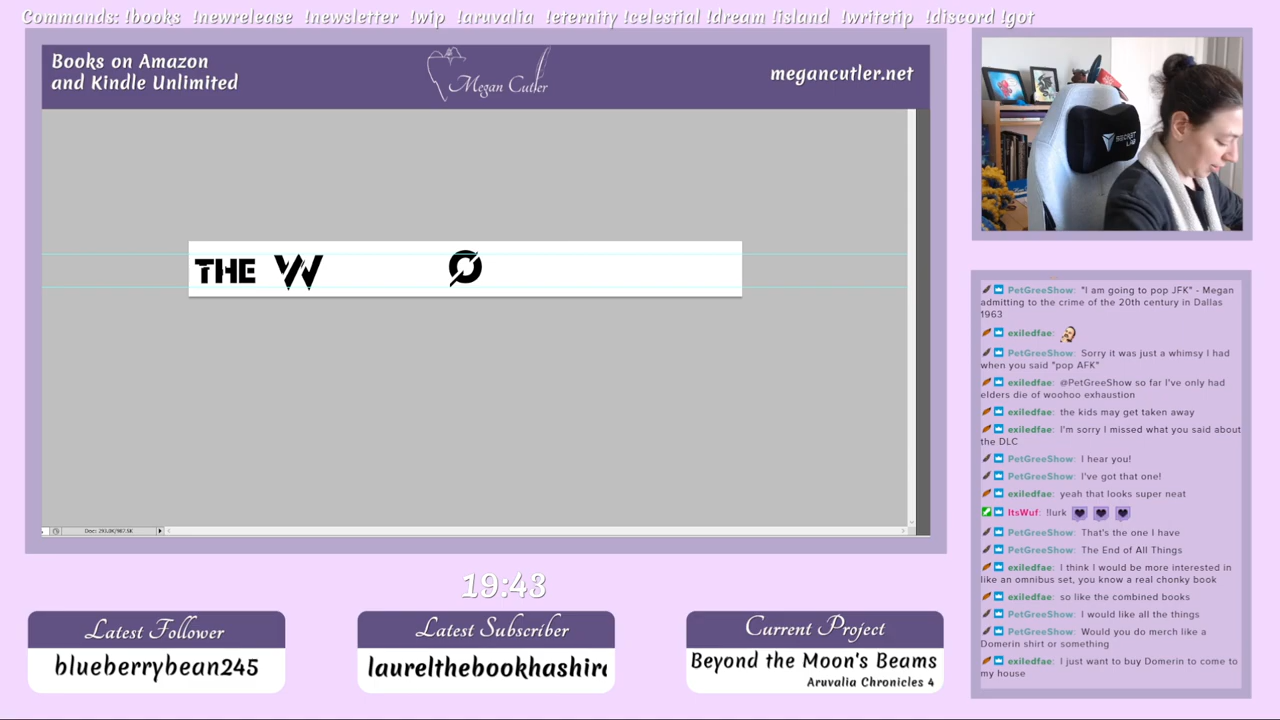 Commands: !books !newrelease !newsletter !wip !aruvalia !eternity !celestial !dream !island !writetip !discord !got
Books on Amazon
and Kindle Unlimited
Megan Cutler
megancutler.net
SECRET
LAB
THE W
Doc: 293.0K/987.5K
PetGreeShow: "I am going to pop JFK" - Megan
admitting to the crime of the 20th century in Dallas
1963
exiledfae:
PetGreeShow: Sorry it was just a whimsy I had
when you said "pop AFK"
exiledfae: @PetGreeShow so far I've only had
elders die of woohoo exhaustion
exiledfae: the kids may get taken away
exiledfae: I'm sorry I missed what you said about
the DLC
PetGreeShow: I hear you!
PetGreeShow: I've got that one!
exiledfae: yeah that looks super neat
ItsWuf: !lurk
PetGreeShow: That's the one I have
PetGreeShow: The End of All Things
exiledfae: I think I would be more interested in
like an omnibus set, you know a real chonky book
exiledfae: so like the combined books
PetGreeShow: I would like all the things
PetGreeShow: Would you do merch like a
Domerin shirt or something
exiledfae: I just want to buy Domerin to come to
my house
19:43
Latest Follower
blueberrybean245
Latest Subscriber
laurelthebookhashira
Current Project
Beyond the Moon's Beams
Aruvalia Chronicles 4